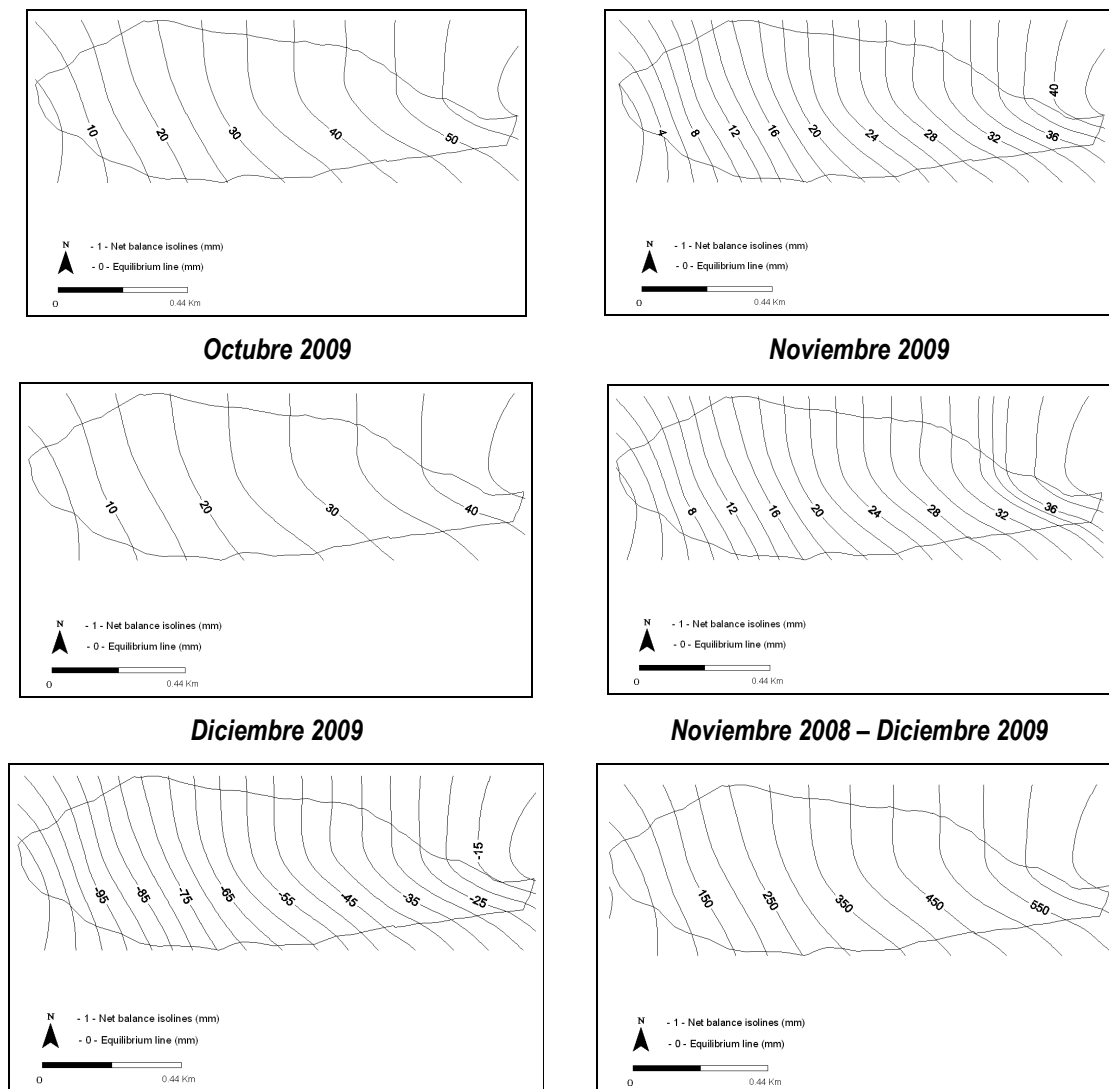 10 20 30 40 50
N
- 1 - Net balance isolines (mm)
- 0 - Equilibrium line (mm)
0 0.44 Km
40
4 8 12 16 20 24 28 32 36
N
- 1 - Net balance isolines (mm)
- 0 - Equilibrium line (mm)
0 0.44 Km
Octubre 2009
Noviembre 2009
10 20 30 40
N
- 1 - Net balance isolines (mm)
- 0 - Equilibrium line (mm)
0 0.44 Km
8 12 16 20 24 28 32 36
N
- 1 - Net balance isolines (mm)
- 0 - Equilibrium line (mm)
0 0.44 Km
Diciembre 2009
Noviembre 2008 – Diciembre 2009
-15
-95 -85 -75 -65 -55 -45 -35 -25
N
- 1 - Net balance isolines (mm)
- 0 - Equilibrium line (mm)
0 0.44 Km
150 250 350 450 550
N
- 1 - Net balance isolines (mm)
- 0 - Equilibrium line (mm)
0 0.44 Km